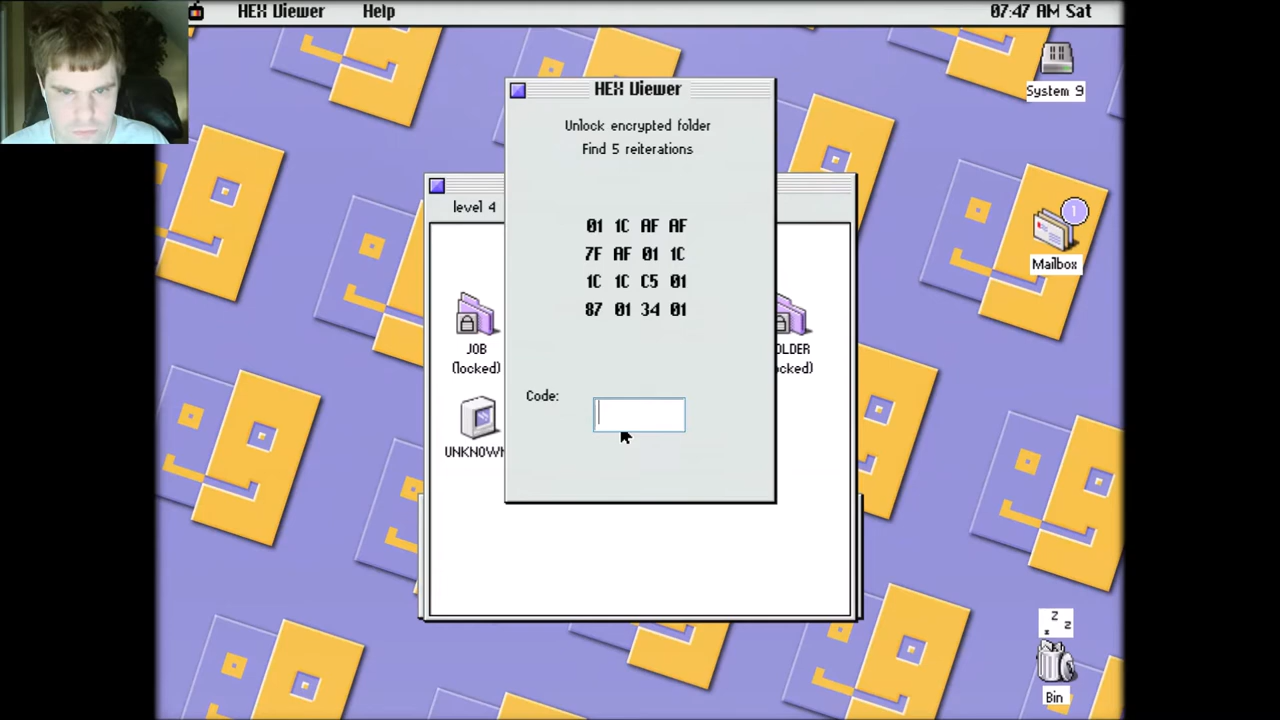 HEX Viewer Help 07:47 AM Sat
System 9
HEX Viewer
Unlock encrypted folder
Find 5 reiterations
level 4
01 1C AF AF
7F AF 01 1C
1C 1C C5 01
87 01 34 01
1
Mailbox
JOB
(locked)
OLDER
ocked)
Code:
UNKNOWN
z z z
Bin